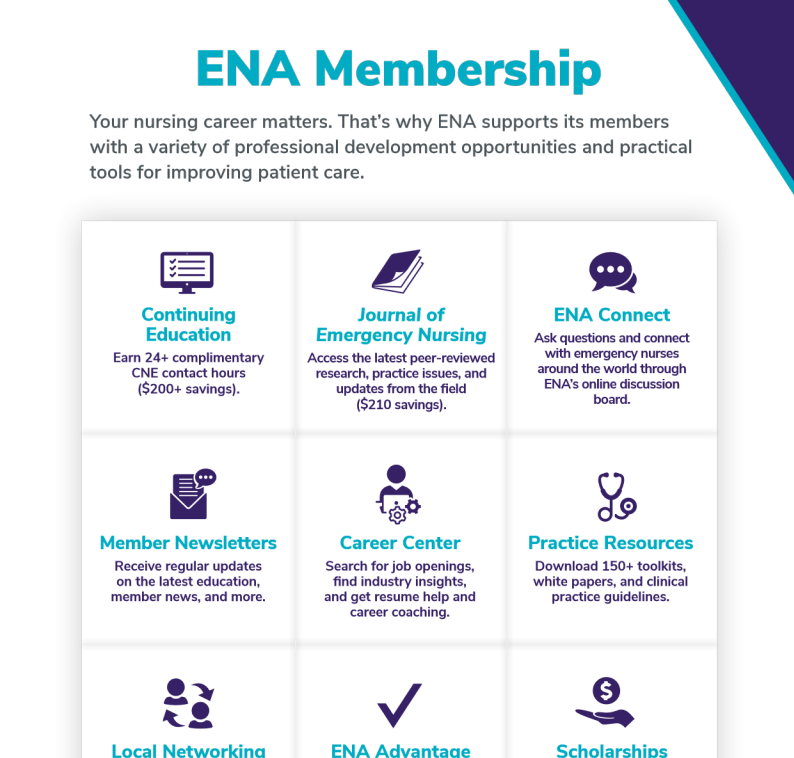 ENA Membership
Your nursing career matters. That's why ENA supports its members
with a variety of professional development opportunities and practical
tools for improving patient care.
Continuing
Education
Earn 24+ complimentary
CNE contact hours
($200+ savings).
Journal of
Emergency Nursing
Access the latest peer-reviewed
research, practice issues, and
updates from the field
($210 savings).
ENA Connect
Ask questions and connect
with emergency nurses
around the world through
ENA's online discussion
board.
Member Newsletters
Receive regular updates
on the latest education,
member news, and more.
Career Center
Search for job openings,
find industry insights,
and get resume help and
career coaching.
Practice Resources
Download 150+ toolkits,
white papers, and clinical
practice guidelines.
Local Networking
ENA Advantage
Scholarships
$